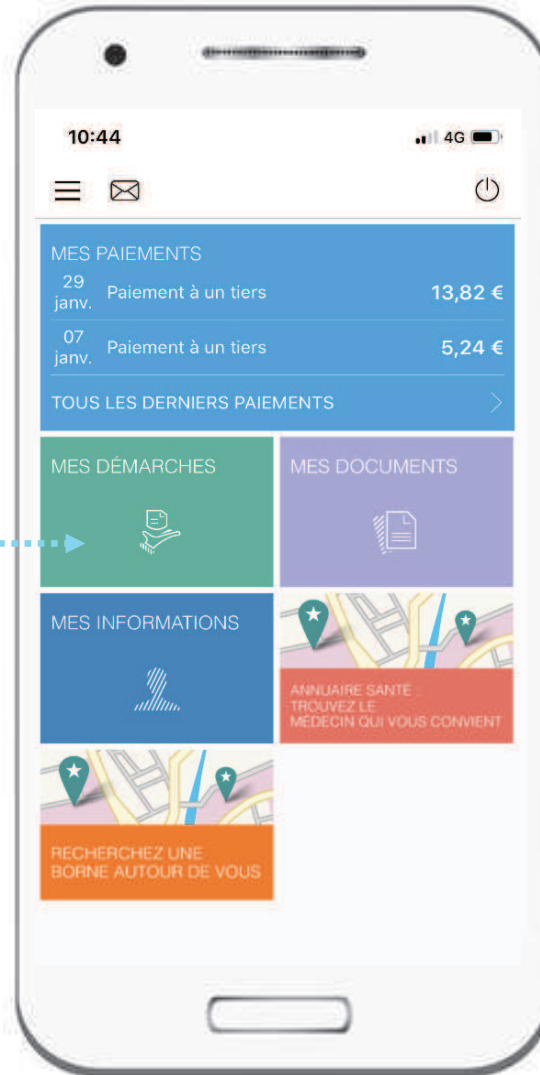 10:44
4G
MES PAIEMENTS
29 janv. Paiement à un tiers 13,82 €
07 janv. Paiement à un tiers 5,24 €
TOUS LES DERNIERS PAIEMENTS
MES DÉMARCHES
MES DOCUMENTS
MES INFORMATIONS
ANNUAIRE SANTÉ :
TROUVEZ LE
MÉDECIN QUI VOUS CONVIENT
RECHERCHEZ UNE
BORNE AUTOUR DE VOUS